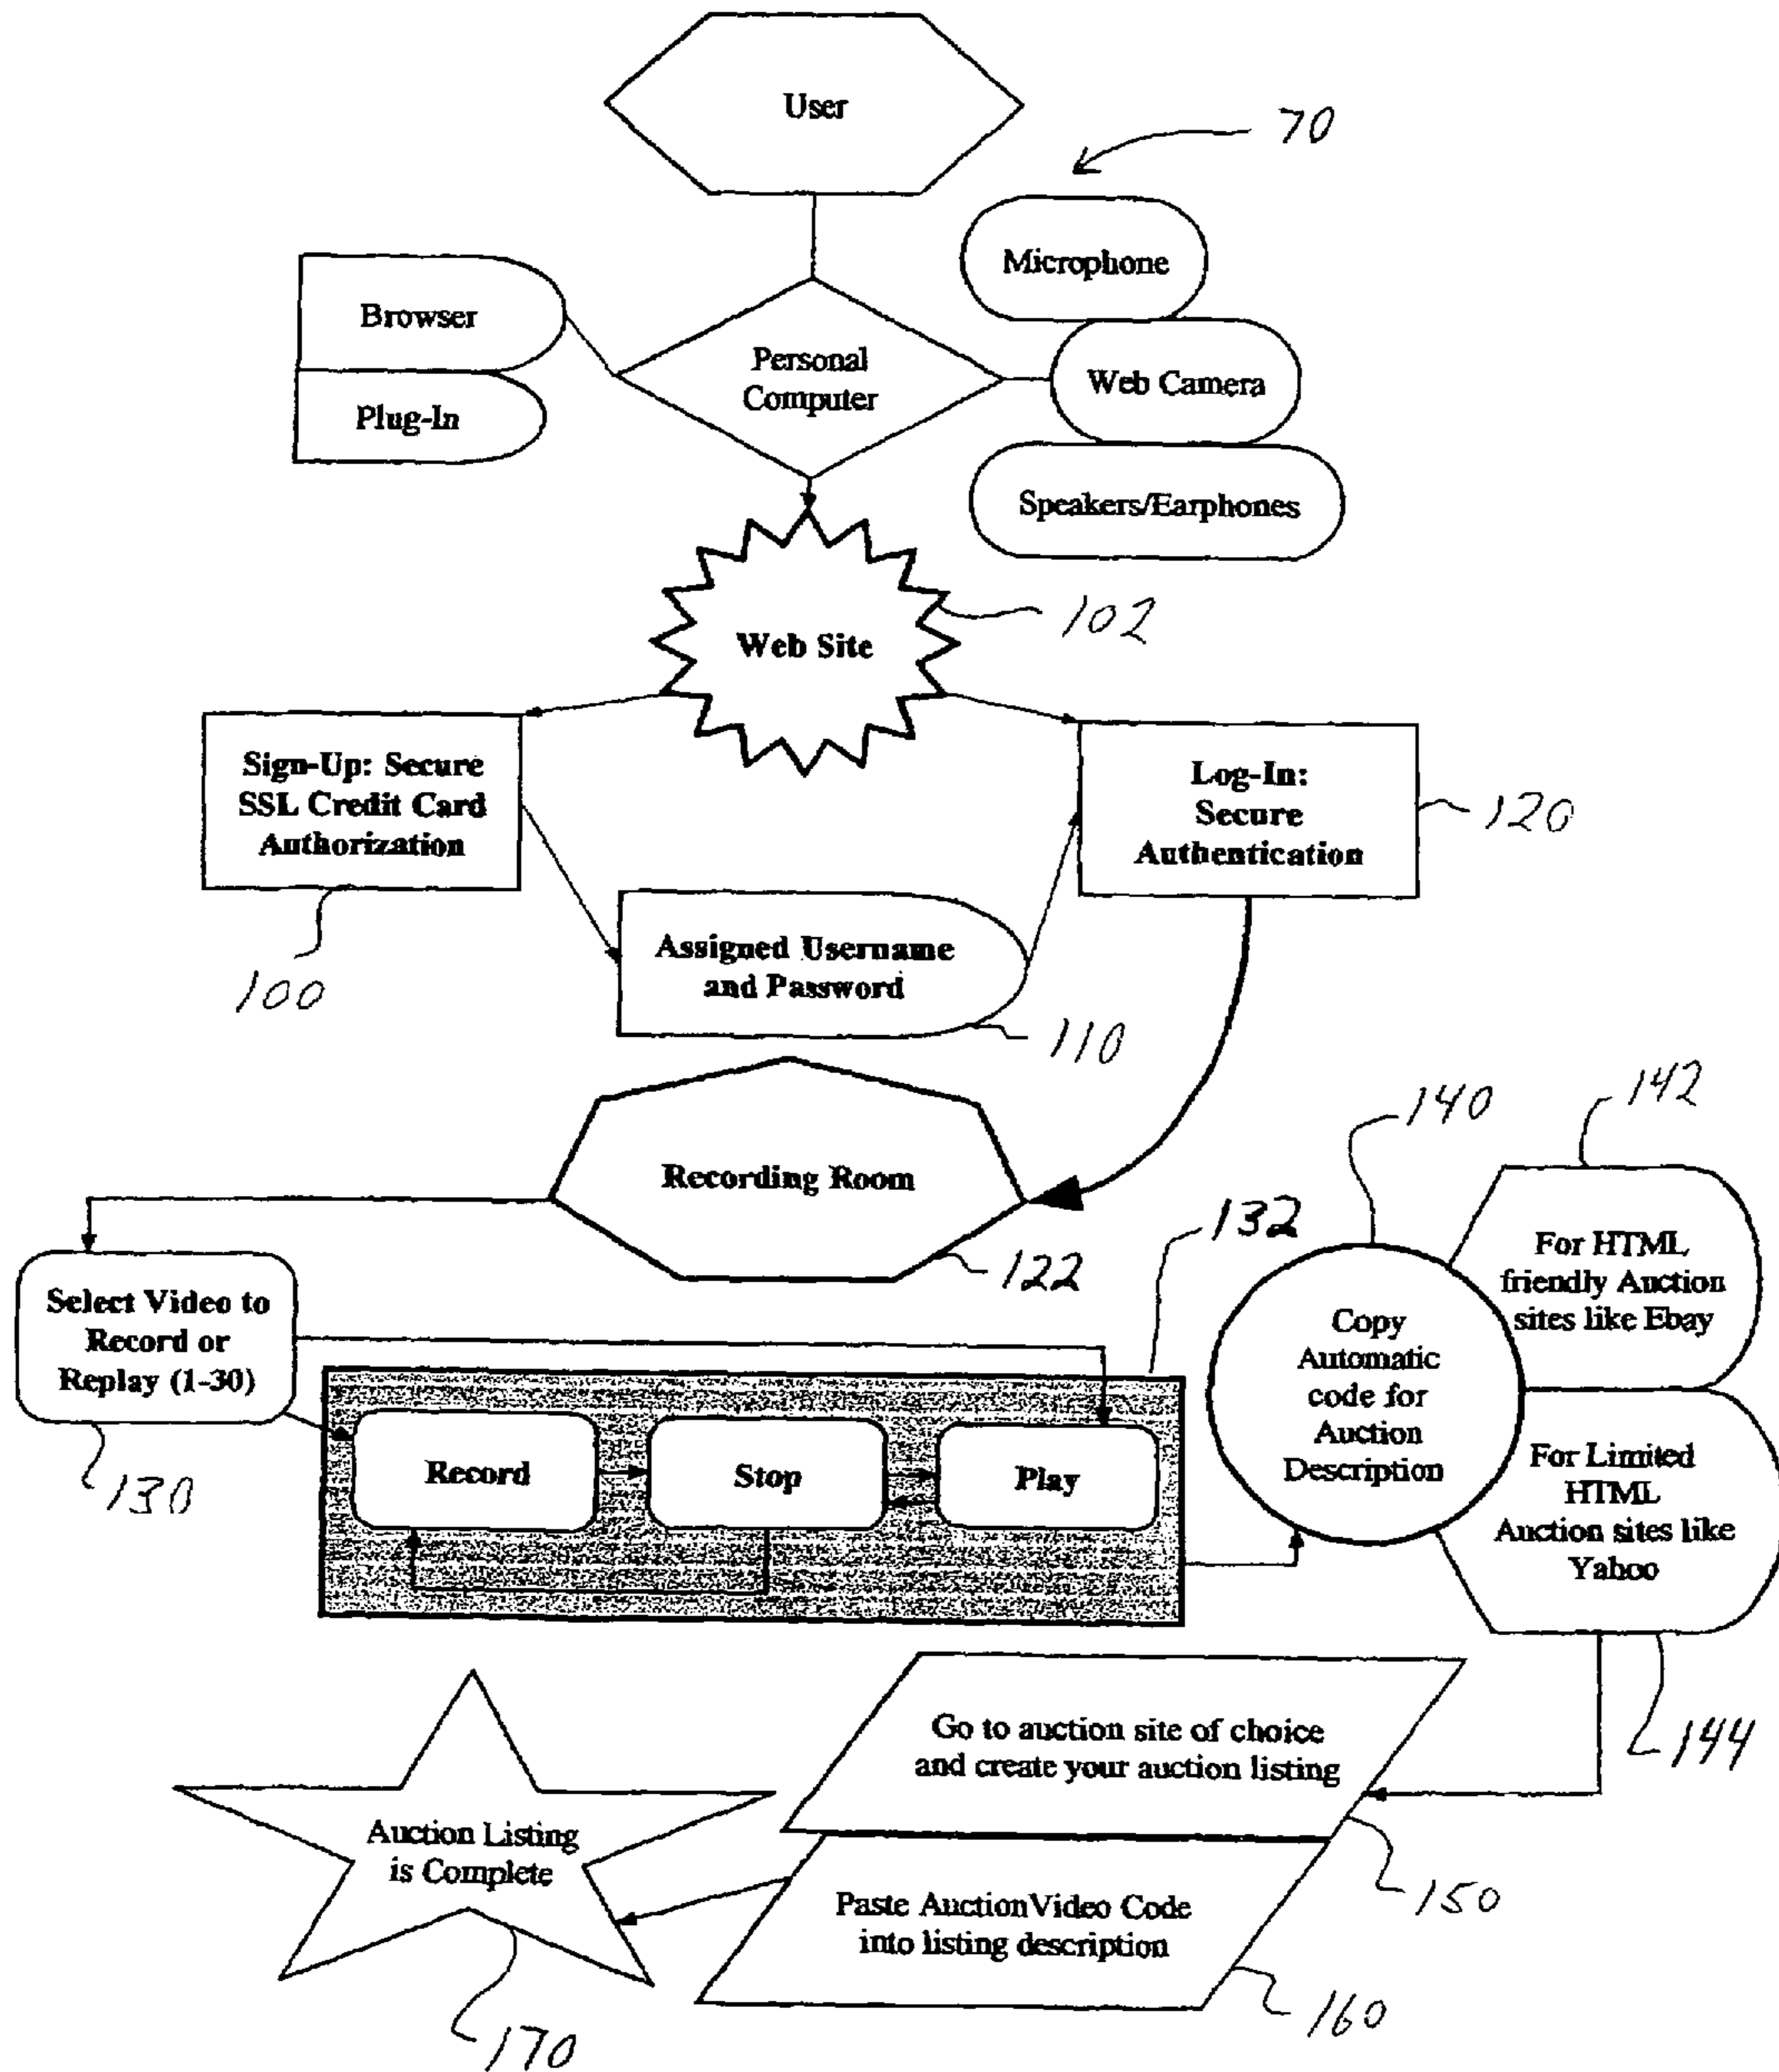 User
70
Microphone
Browser
Personal
Computer
Web Camera
Plug-In
Speakers/Earphones
102
Web Site
Sign-Up: Secure
SSL Credit Card
Authorization
Log-In:
Secure
Authentication
120
100
Assigned Username
and Password
110
140
142
Recording Room
132
122
Select Video to
Record or
Replay (1-30)
130
Record
Stop
Play
Copy
Automatic
code for
Auction
Description
For HTML
friendly Auction
sites like Ebay
For Limited
HTML
Auction sites like
Yahoo
144
Go to auction site of choice
and create your auction listing
150
Auction Listing
is Complete
Paste AuctionVideo Code
into listing description
160
170